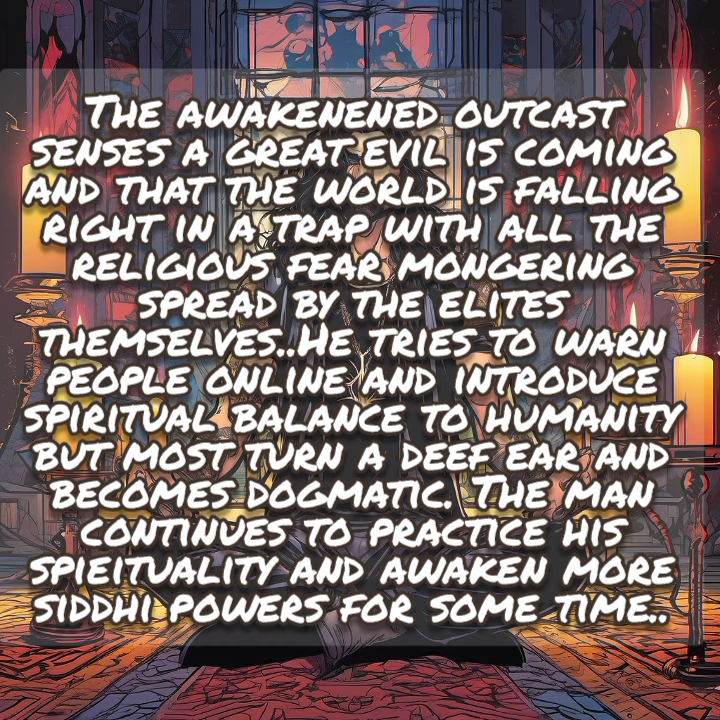 The awakenened outcast
senses a great evil is coming
and that the world is falling
right in a trap with all the
religious fear mongering
spread by the elites
themselves..He tries to warn
people online and introduce
spiritual balance to humanity
but most turn a deef ear and
becomes dogmatic. The man
continues to practice his
spieituality and awaken more
siddhi powers for some time..